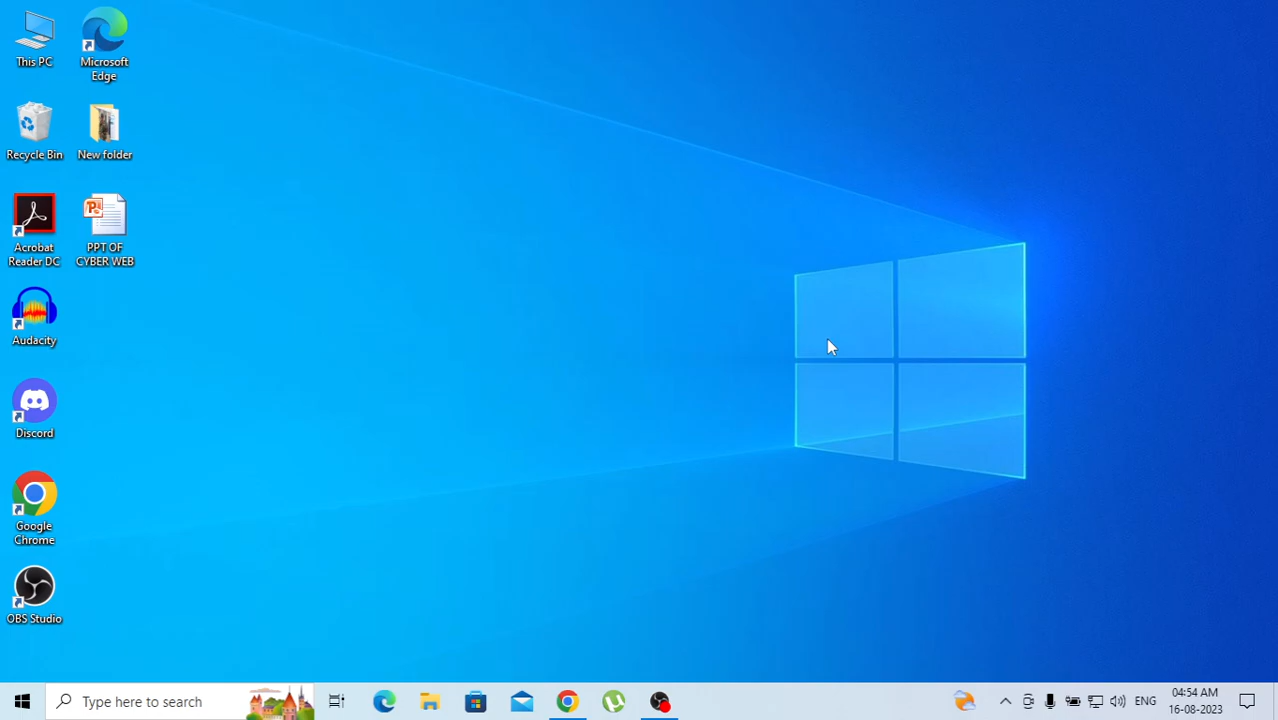 This PC
Microsoft
Edge
Recycle Bin
New folder
Acrobat
Reader DC
PPT OF
CYBER WEB
Audacity
Discord
Google
Chrome
OBS Studio
Type here to search
ENG
04:54 AM
16-08-2023